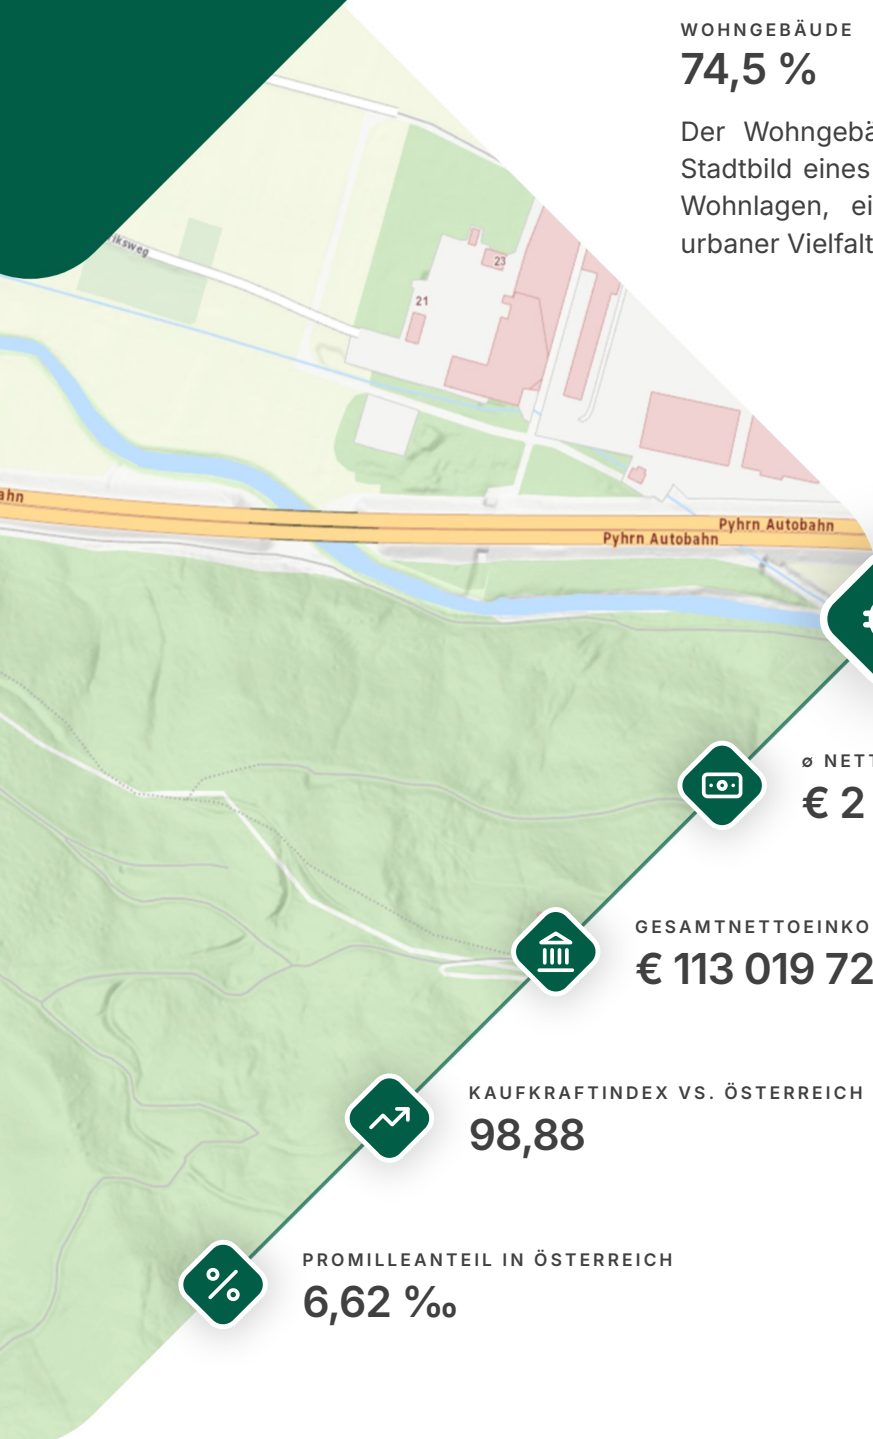 WOHNGEBÄUDE
74,5 %
Der Wohngebä
Stadtbild eines
Wohnlagen, ei
urbaner Vielfalt
iksweg
23
21
ahn
Pyhrn Autobahn
Pyhrn Autobahn
ø NETT
€ 2
GESAMTNETTOEINKO
€ 113 019 72
KAUFKRAFTINDEX VS. ÖSTERREICH
98,88
PROMILLEANTEIL IN ÖSTERREICH
6,62 ‰